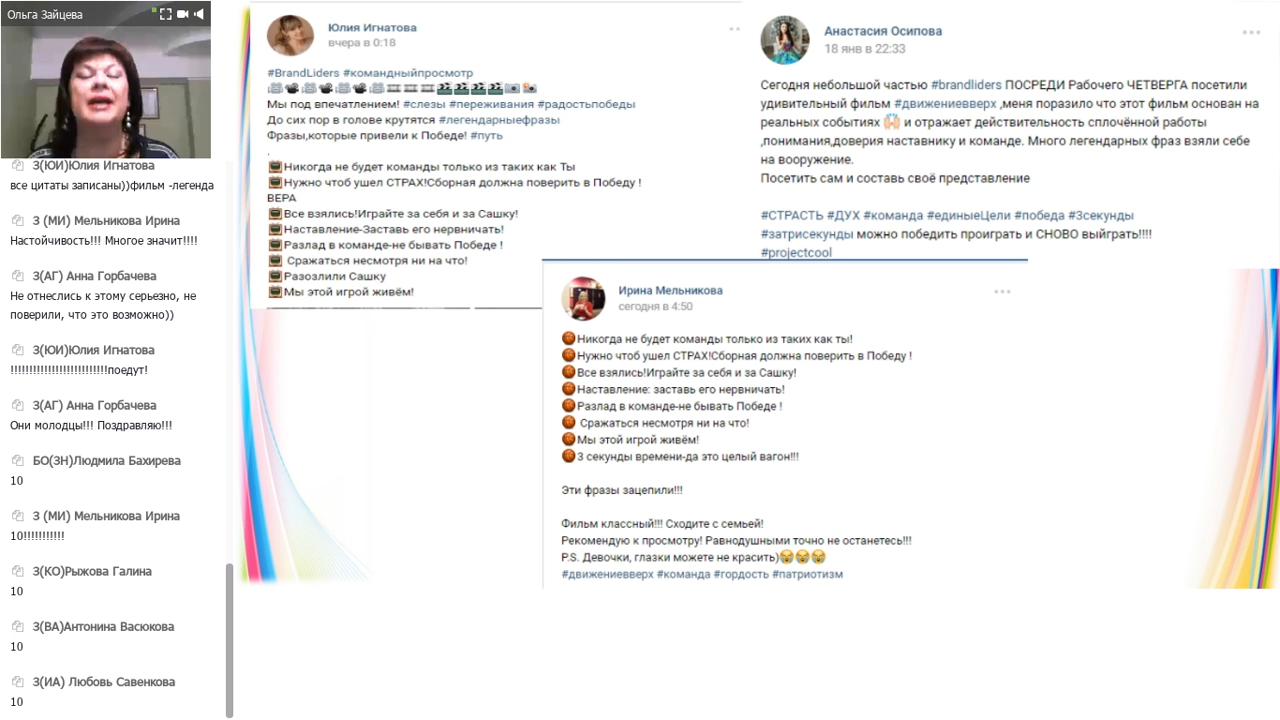 Ольга Зайцева
З(ЮИ)Юлия Игнатова
все цитаты записаны))фильм -легенда
З (МИ) Мельникова Ирина
Настойчивость!!! Многое значит!!!!
З(АГ) Анна Горбачева
Не отнеслись к этому серьезно, не
поверили, что это возможно))
З(ЮИ)Юлия Игнатова
!!!!!!!!!!!!!!!!!!!!!!!!!!поедут!
З(АГ) Анна Горбачева
Они молодцы!!! Поздравляю!!!
БО(ЗН)Людмила Бахирева
10
З (МИ) Мельникова Ирина
10!!!!!!!!!!!
З(КО)Рыжова Галина
10
З(ВА)Антонина Васюкова
10
З(ИА) Любовь Савенкова
10
Юлия Игнатова
вчера в 0:18
#BrandLiders #командныйпросмотр
Мы под впечатлением! #слезы #переживания #радостьпобеды
До сих пор в голове крутятся #легендарныефразы
Фразы,которые привели к Победе! #путь
.
Никогда не будет команды только из таких как Ты
Нужно чтоб ушел СТРАХ!Сборная должна поверить в Победу !
ВЕРА
Все взялись!Играйте за себя и за Сашку!
Наставление-Заставь его нервничать!
Разлад в команде-не бывать Победе !
Сражаться несмотря ни на что!
Разозлили Сашку
Мы этой игрой живём!
Анастасия Осипова
18 янв в 22:33
Сегодня небольшой частью #brandliders ПОСРЕДИ Рабочего ЧЕТВЕРГА посетили
удивительный фильм #движениевверх ,меня поразило что этот фильм основан на
реальных событиях 🙌 и отражает действительность сплочённой работы
,понимания,доверия наставнику и команде. Много легендарных фраз взяли себе
на вооружение.
Посетить сам и составь своё представление
#СТРАСТЬ #ДУХ #команда #единыеЦели #победа #3секунды
#затрисекунды можно победить проиграть и СНОВО выйграть!!!!
#projectcool
Ирина Мельникова
сегодня в 4:50
Никогда не будет команды только из таких как ты!
Нужно чтоб ушел СТРАХ!Сборная должна поверить в Победу !
Все взялись!Играйте за себя и за Сашку!
Наставление: заставь его нервничать!
Разлад в команде-не бывать Победе !
Сражаться несмотря ни на что!
Мы этой игрой живём!
3 секунды времени-да это целый вагон!!!
Эти фразы зацепили!!!
Фильм классный!!! Сходите с семьей!
Рекомендую к просмотру! Равнодушными точно не останетесь!!!
P.S. Девочки, глазки можете не красить)😭😭😭
#движениевверх #команда #гордость #патриотизм